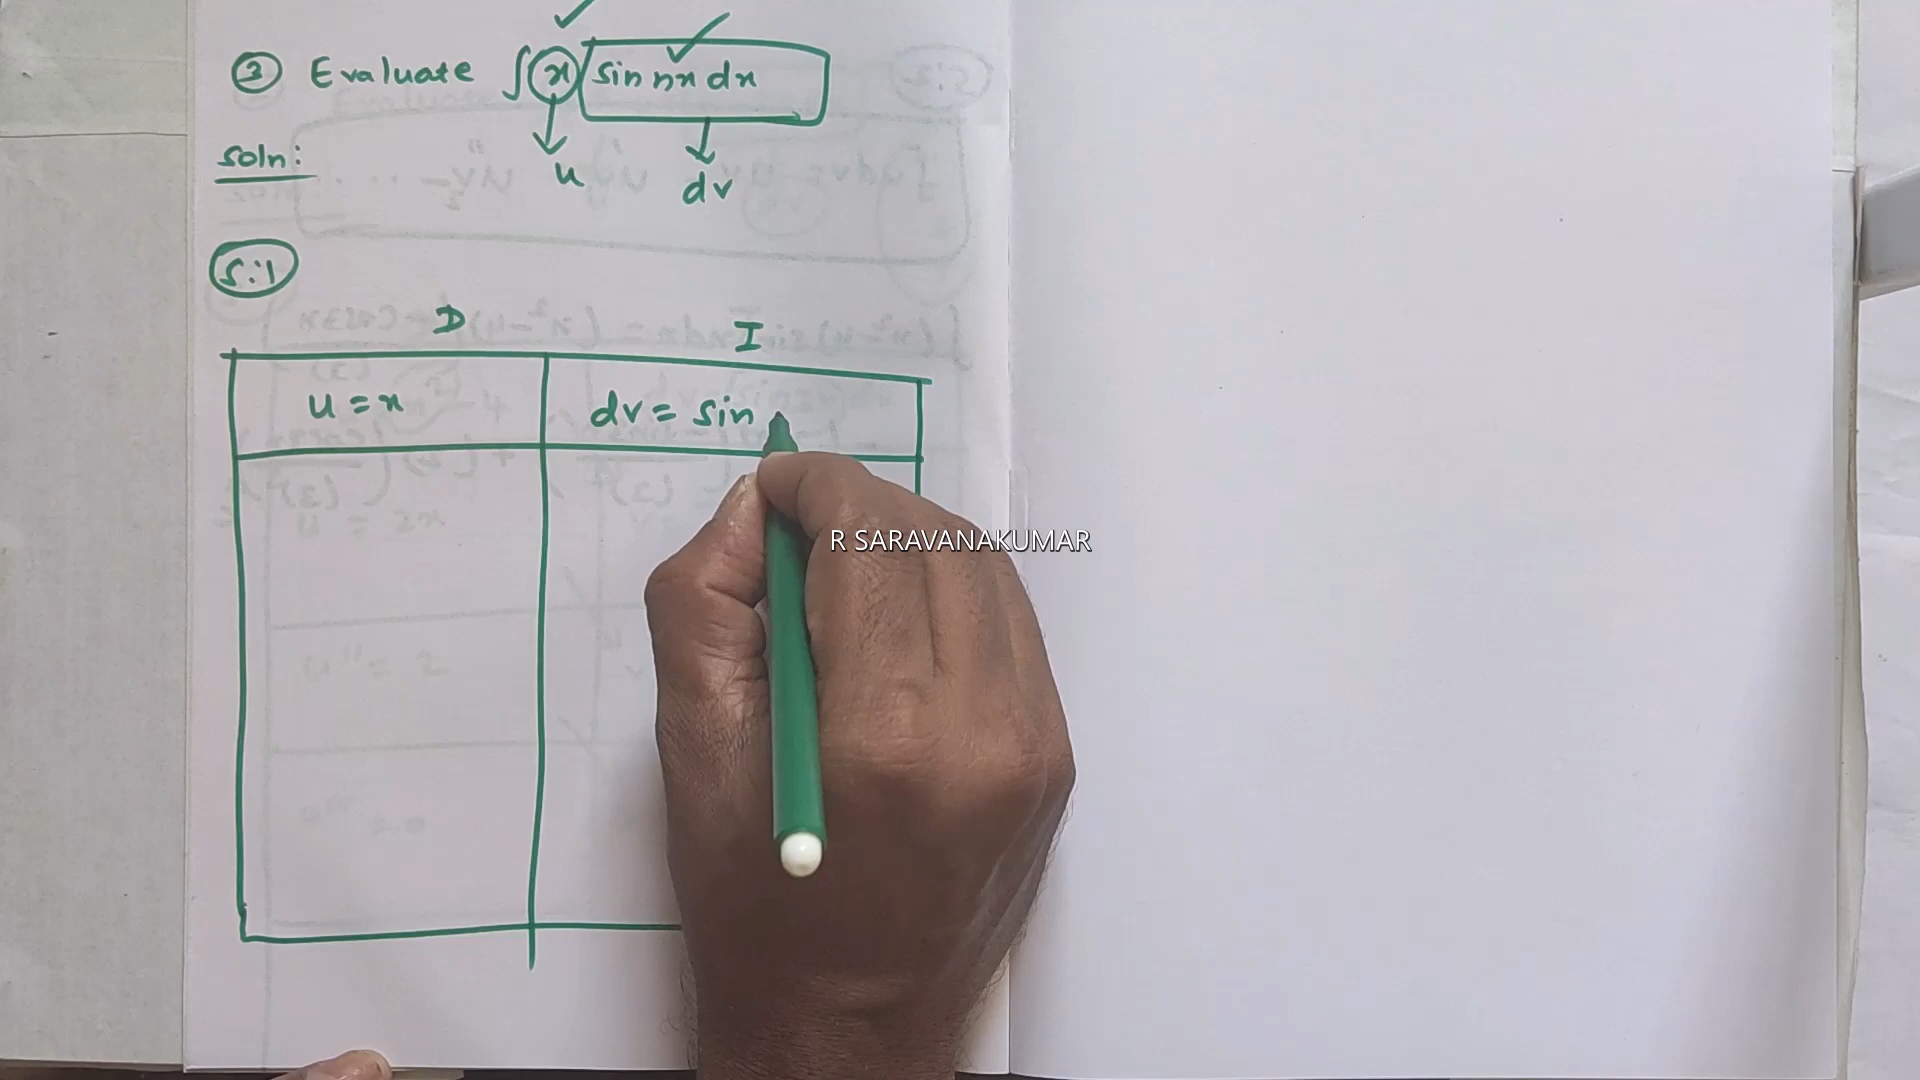 ③ Evaluate ∫x sin nx dx
Soln:
u dv
S:1
D I
u = x dv = sin
R SARAVANAKUMAR